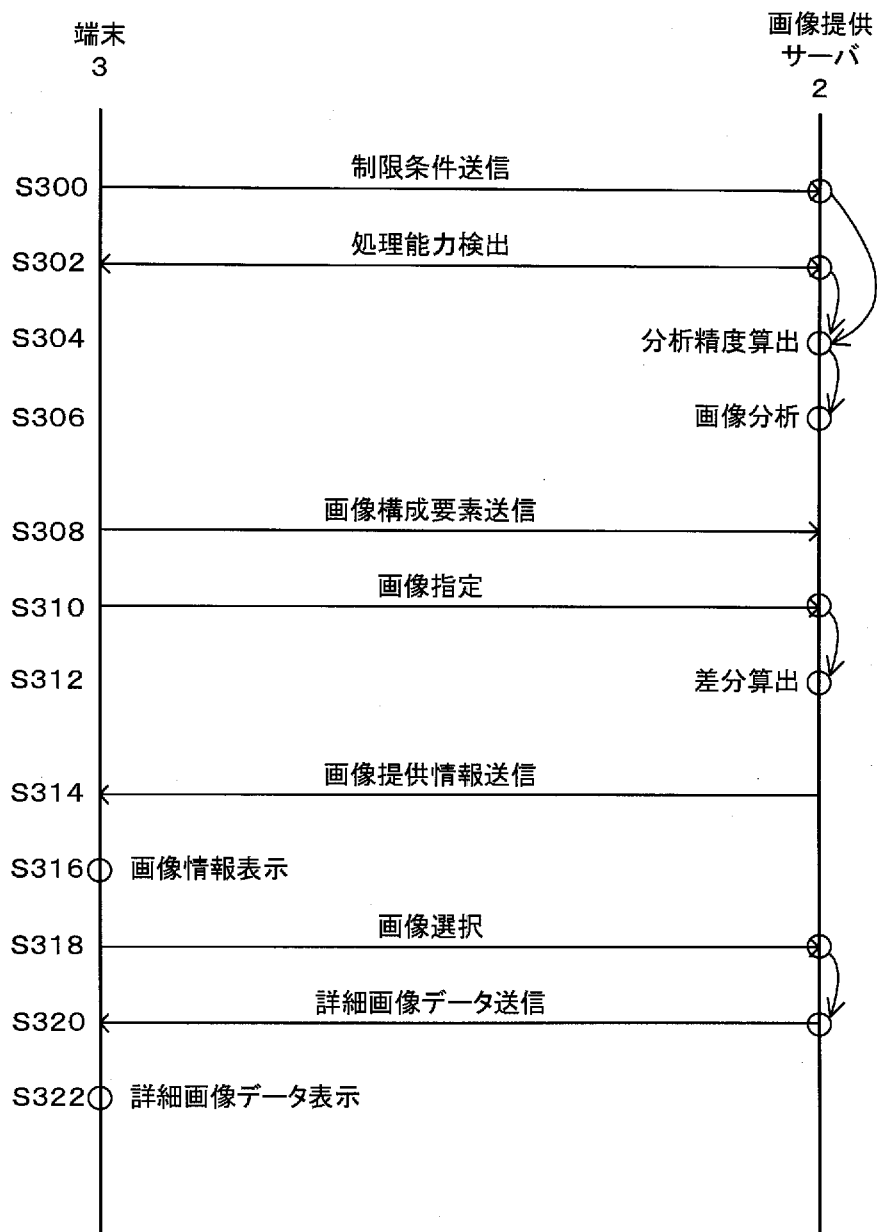 端末
3
画像提供
サーバ
2
S300
制限条件送信
S302
処理能力検出
S304
分析精度算出
S306
画像分析
S308
画像構成要素送信
S310
画像指定
S312
差分算出
S314
画像提供情報送信
S316
画像情報表示
S318
画像選択
S320
詳細画像データ送信
S322
詳細画像データ表示